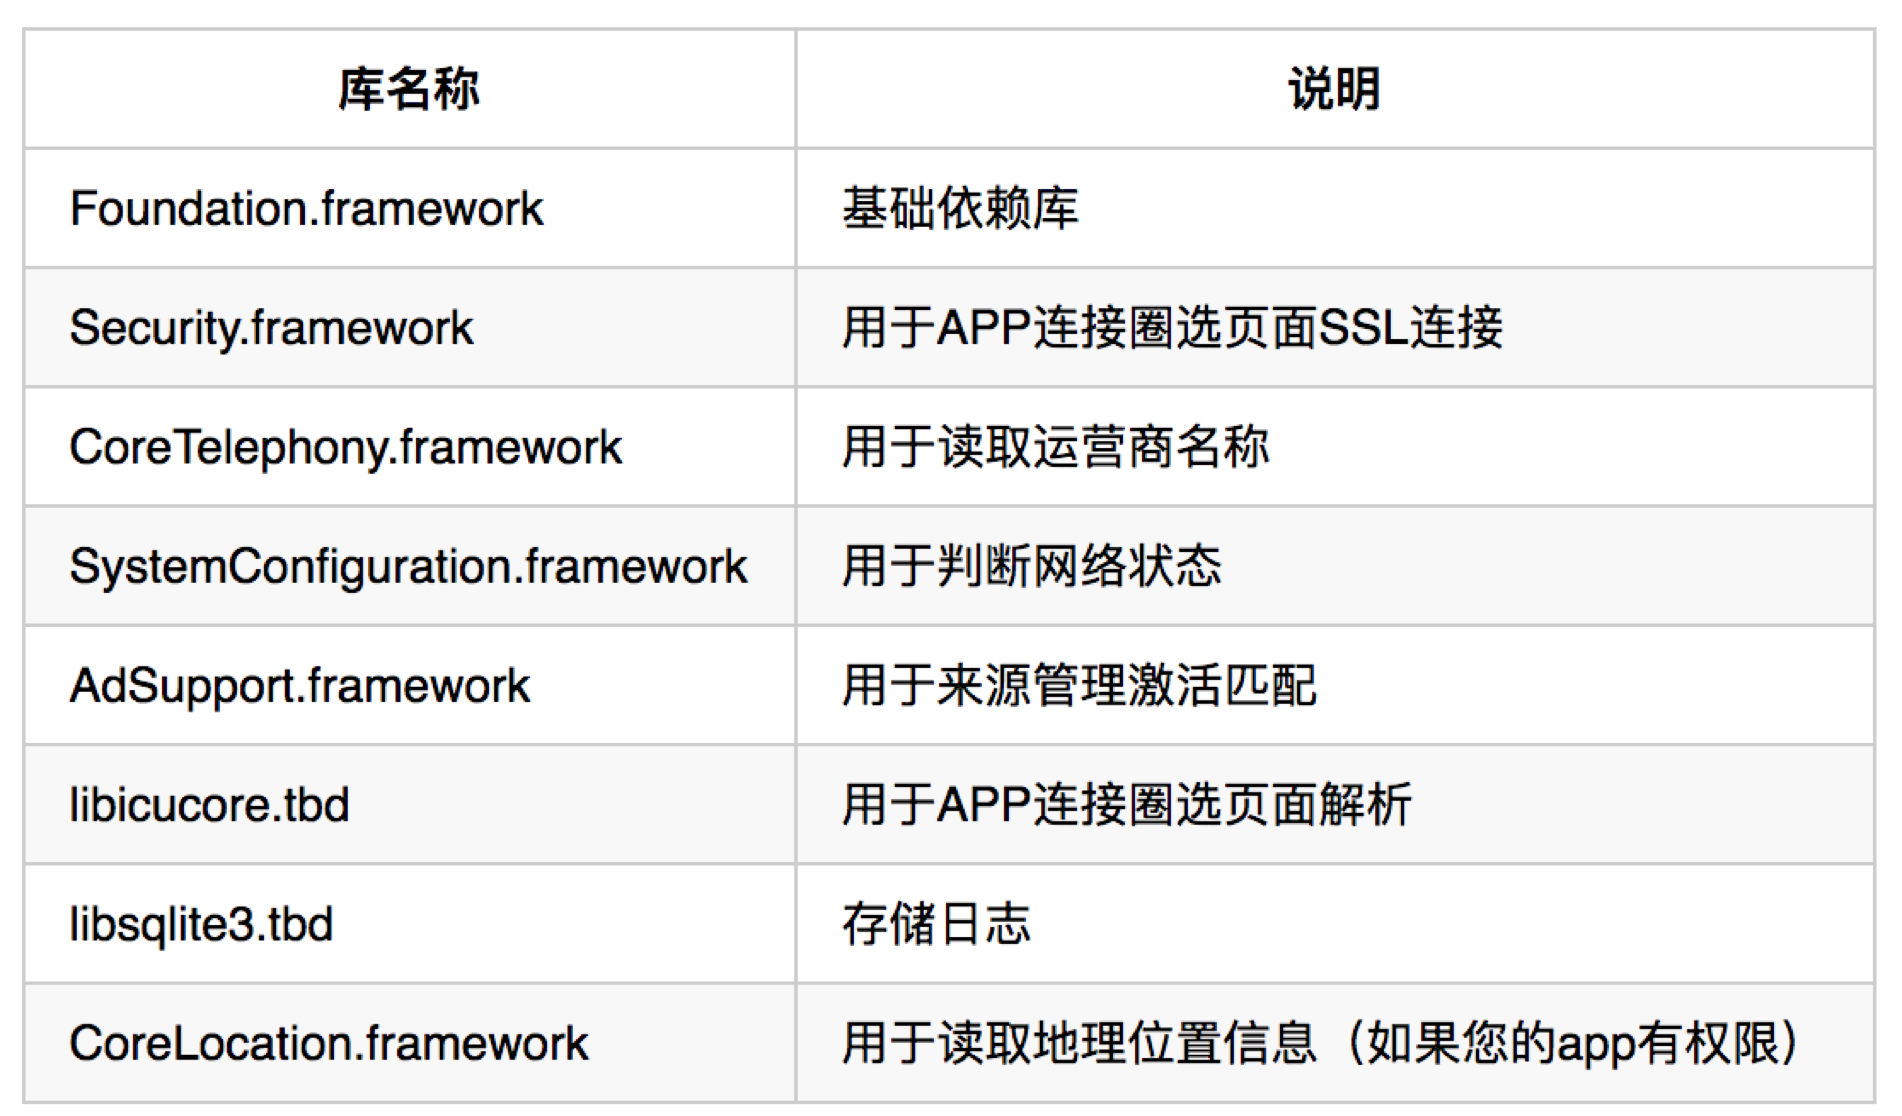 库名称 说明
Foundation.framework 基础依赖库
Security.framework 用于APP连接圈选页面SSL连接
CoreTelephony.framework 用于读取运营商名称
SystemConfiguration.framework 用于判断网络状态
AdSupport.framework 用于来源管理激活匹配
libicucore.tbd 用于APP连接圈选页面解析
libsqlite3.tbd 存储日志
CoreLocation.framework 用于读取地理位置信息（如果您的app有权限）